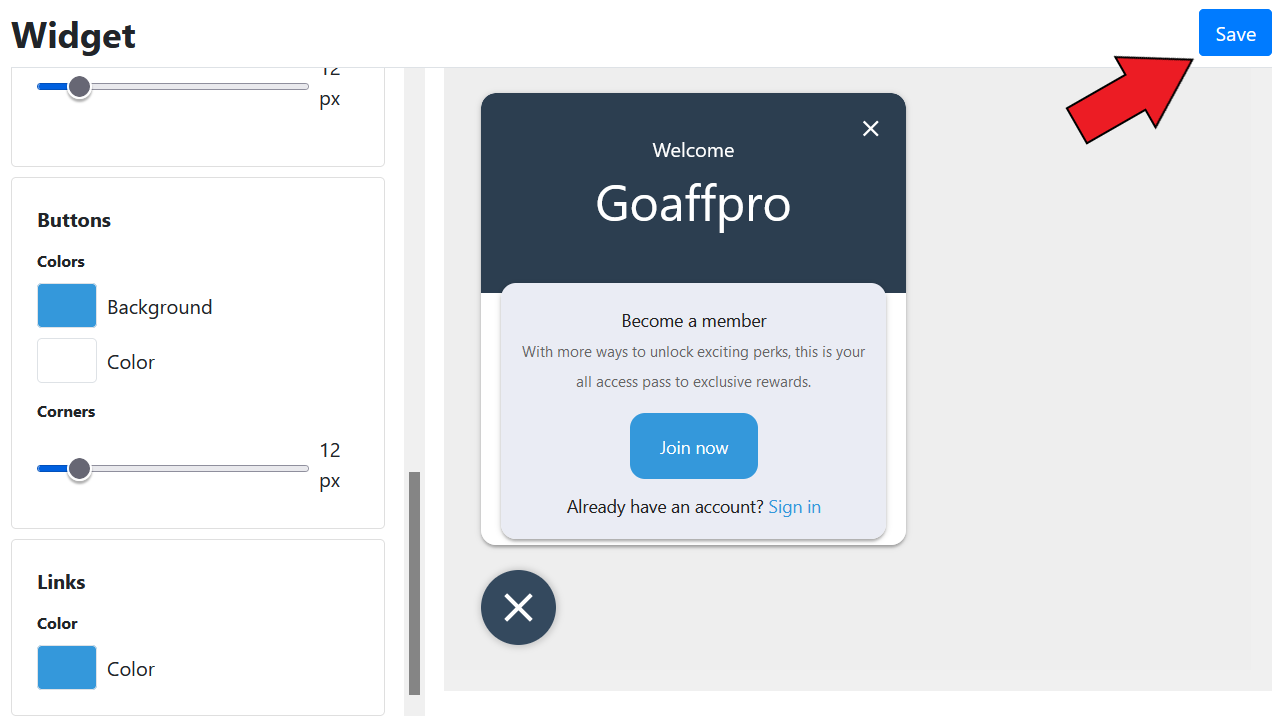 Widget
Save
12
px
Buttons
Colors
Background
Color
Corners
12
px
Links
Color
Color
Welcome
Goaffpro
Become a member
With more ways to unlock exciting perks, this is your
all access pass to exclusive rewards.
Join now
Already have an account? Sign in